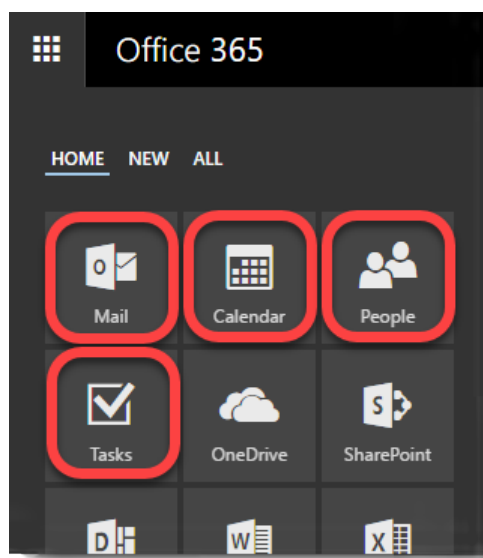 Office 365
HOME NEW ALL
O
Mail Calendar People
S
Tasks OneDrive SharePoint
D W X